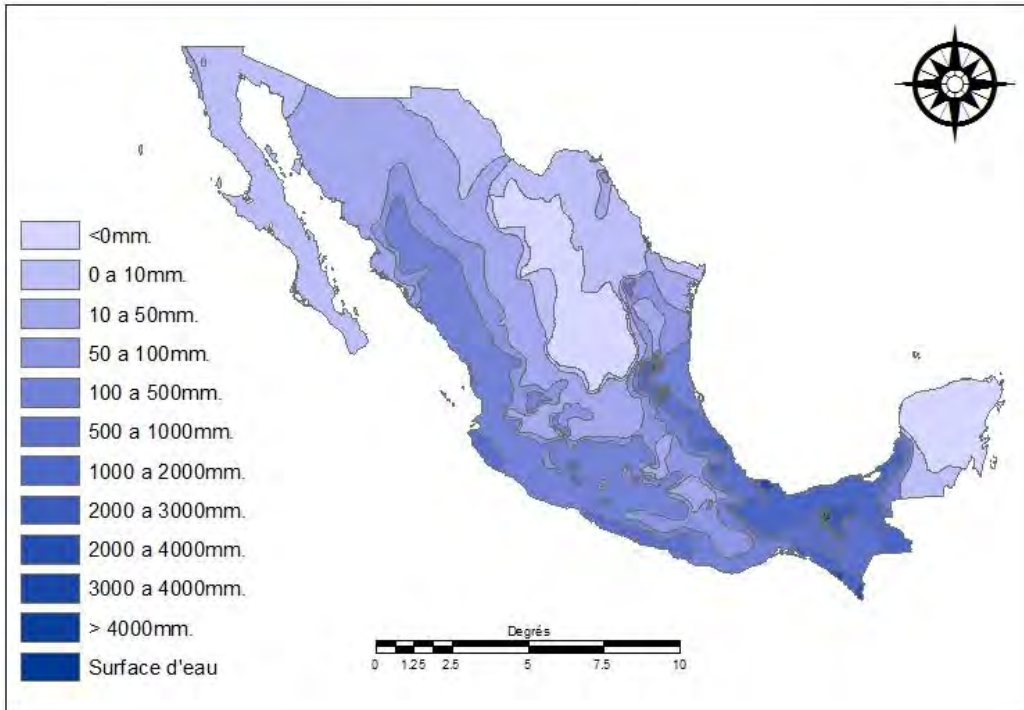 <0mm.
0 a 10mm.
10 a 50mm.
50 a 100mm.
100 a 500mm.
500 a 1000mm.
1000 a 2000mm.
2000 a 3000mm.
2000 a 4000mm.
3000 a 4000mm.
> 4000mm.
Surface d'eau
Degrés
0 1.25 2.5 5 7.5 10